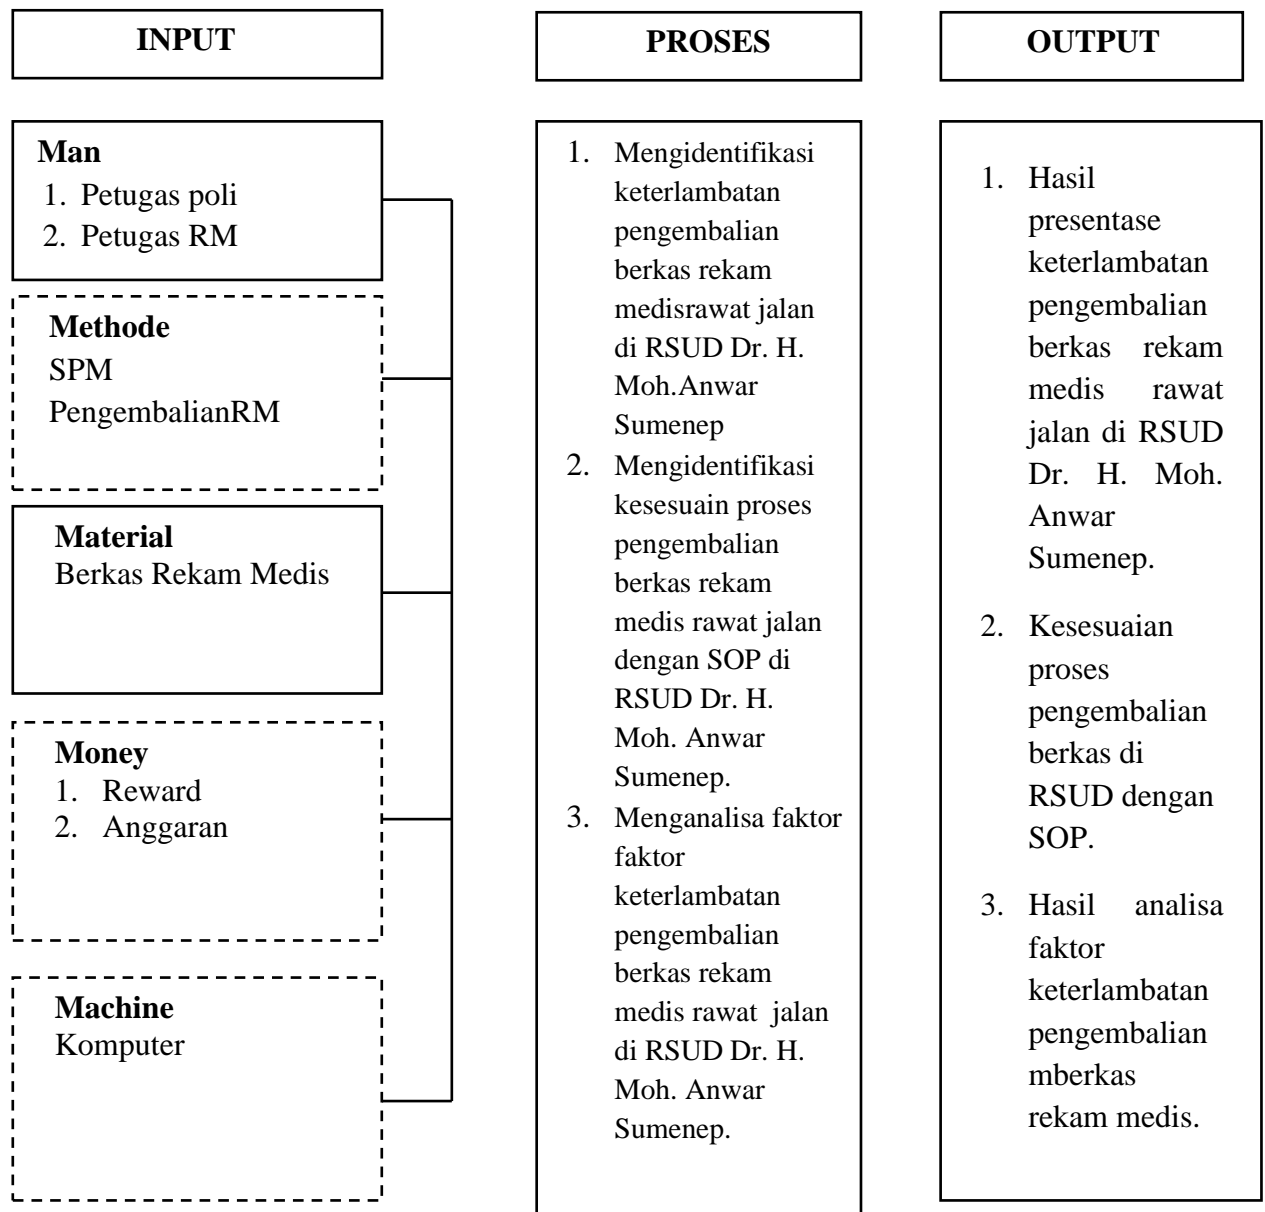 INPUT
PROSES
OUTPUT
Man
1. Petugas poli
2. Petugas RM
Methode
SPM
PengembalianRM
Material
Berkas Rekam Medis
Money
1. Reward
2. Anggaran
Machine
Komputer
1. Mengidentifikasi
keterlambatan
pengembalian
berkas rekam
medisrawat jalan
di RSUD Dr. H.
Moh.Anwar
Sumenep
2. Mengidentifikasi
kesesuain proses
pengembalian
berkas rekam
medis rawat jalan
dengan SOP di
RSUD Dr. H.
Moh. Anwar
Sumenep.
3. Menganalisa faktor
faktor
keterlambatan
pengembalian
berkas rekam
medis rawat jalan
di RSUD Dr. H.
Moh. Anwar
Sumenep.
1. Hasil
presentase
keterlambatan
pengembalian
berkas rekam
medis rawat
jalan di RSUD
Dr. H. Moh.
Anwar
Sumenep.
2. Kesesuaian
proses
pengembalian
berkas di
RSUD dengan
SOP.
3. Hasil analisa
faktor
keterlambatan
pengembalian
mberkas
rekam medis.